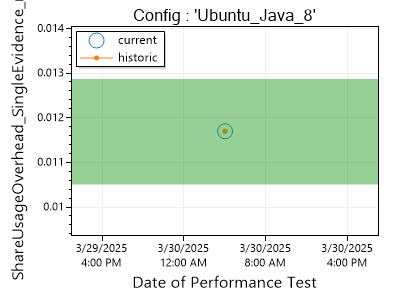 Config : 'Ubuntu_Java_8'
current
historic
0.014
0.013
0.012
0.011
0.01
ShareUsageOverhead_SingleEvidence_
3/29/2025 3/30/2025 3/30/2025 3/30/2025
4:00 PM 12:00 AM 8:00 AM 4:00 PM
Date of Performance Test